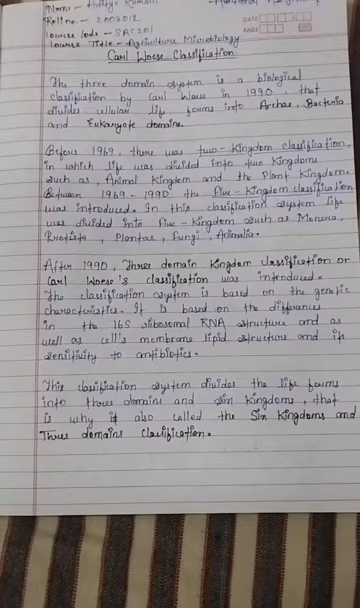 Name -
Roll no. - 2003012
Course Code - SAC301
Course Title - Agriculture Microbiology
DATE
PAGE
Carl Woese Classification
The three domain system is a biological
classification by Carl Woese in 1990, that
divides cellular life forms into Archae, Bacteria
and Eukaryote domains.
Before 1969, there was two-Kingdom classification,
in which life was divided into two Kingdoms
such as, Animal Kingdom and the Plant Kingdom.
Between 1969-1990 the five-Kingdom classification
was introduced. In this classification system life
was divided into five-Kingdom such as Monera,
Protista, Plantae, Fungi, Animalia.
After 1990, Three domain Kingdom classification or
Carl Woese's classification was introduced.
The classification system is based on the genetic
characteristics. It is based on the differences
in the 16S ribosomal RNA structure and as
well as cell's membrane lipid structure and its
sensitivity to antibiotics.
This clasification system divides the life forms
into three domains and six kingdoms, that
is why it also called the Six Kingdoms and
Three domains Classification.